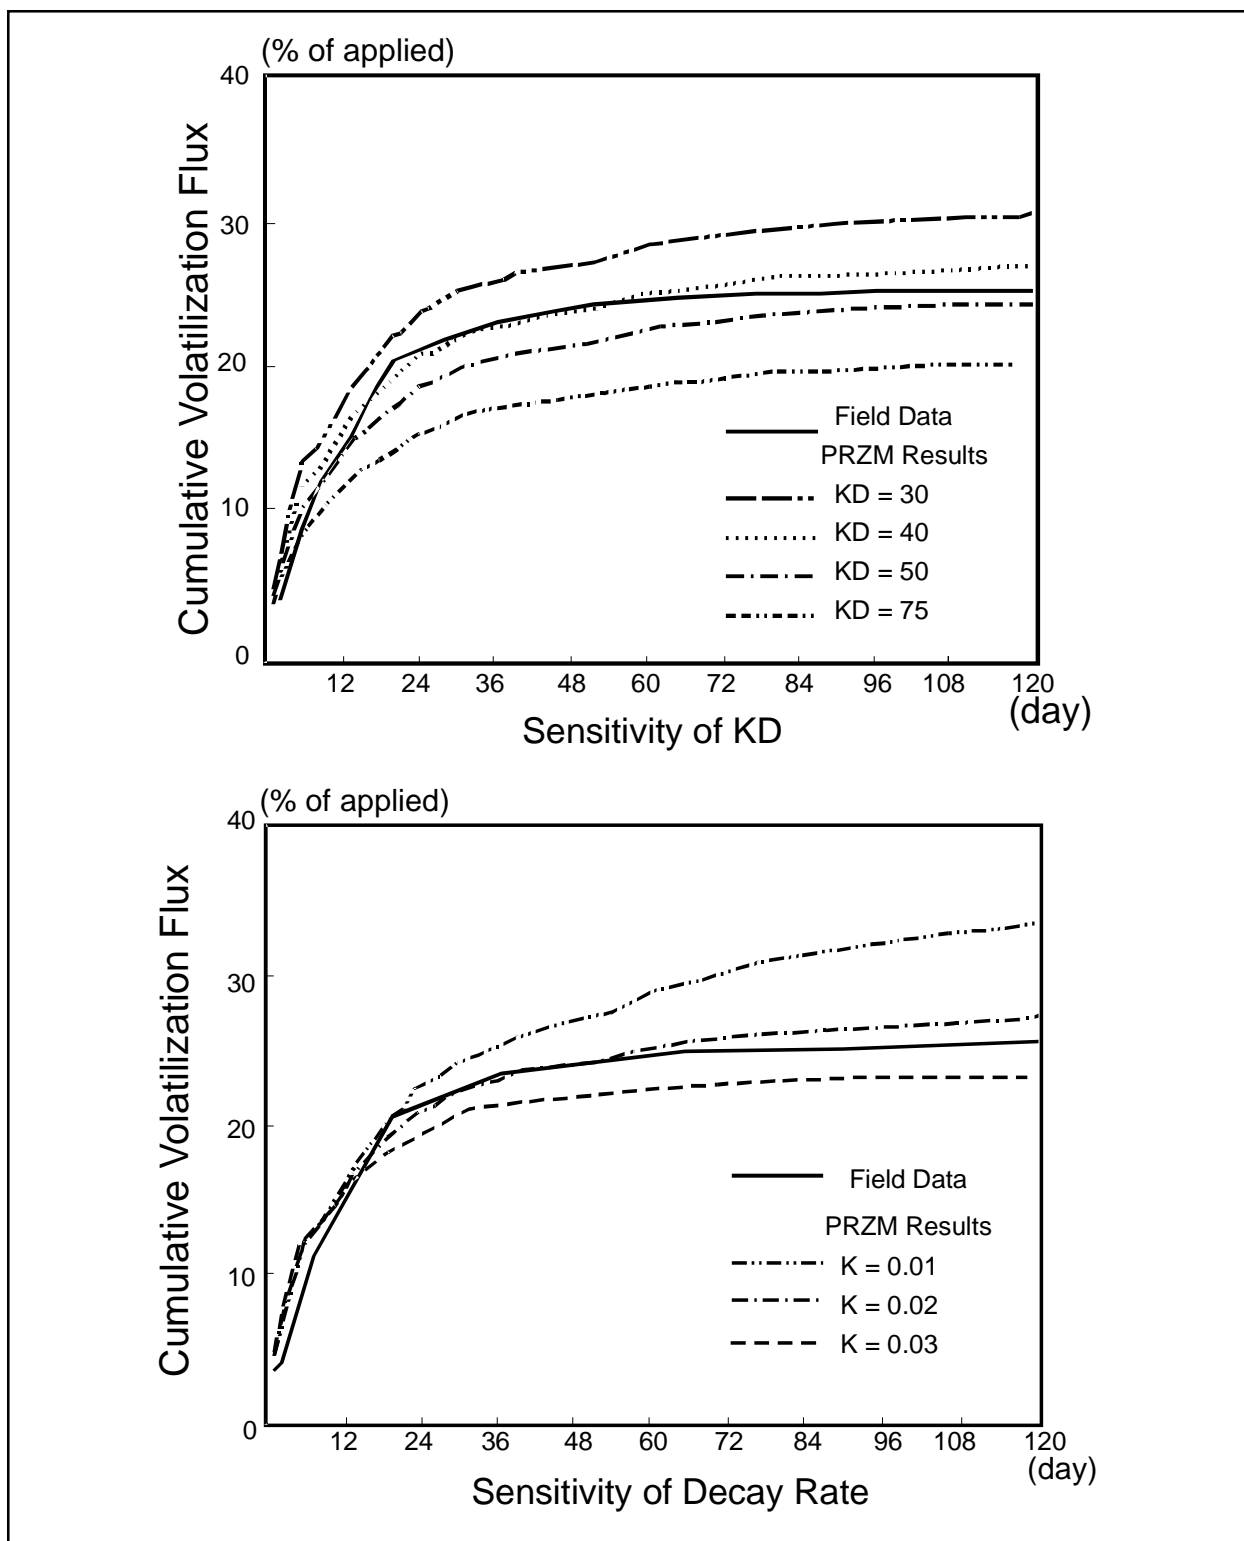 (% of applied)
40
30
20
10
0
Cumulative Volatilization Flux
Field Data
PRZM Results
KD = 30
KD = 40
KD = 50
KD = 75
12 24 36 48 60 72 84 96 108 120
(day)
Sensitivity of KD
(% of applied)
40
30
20
10
0
Cumulative Volatilization Flux
Field Data
PRZM Results
K = 0.01
K = 0.02
K = 0.03
12 24 36 48 60 72 84 96 108 120
(day)
Sensitivity of Decay Rate